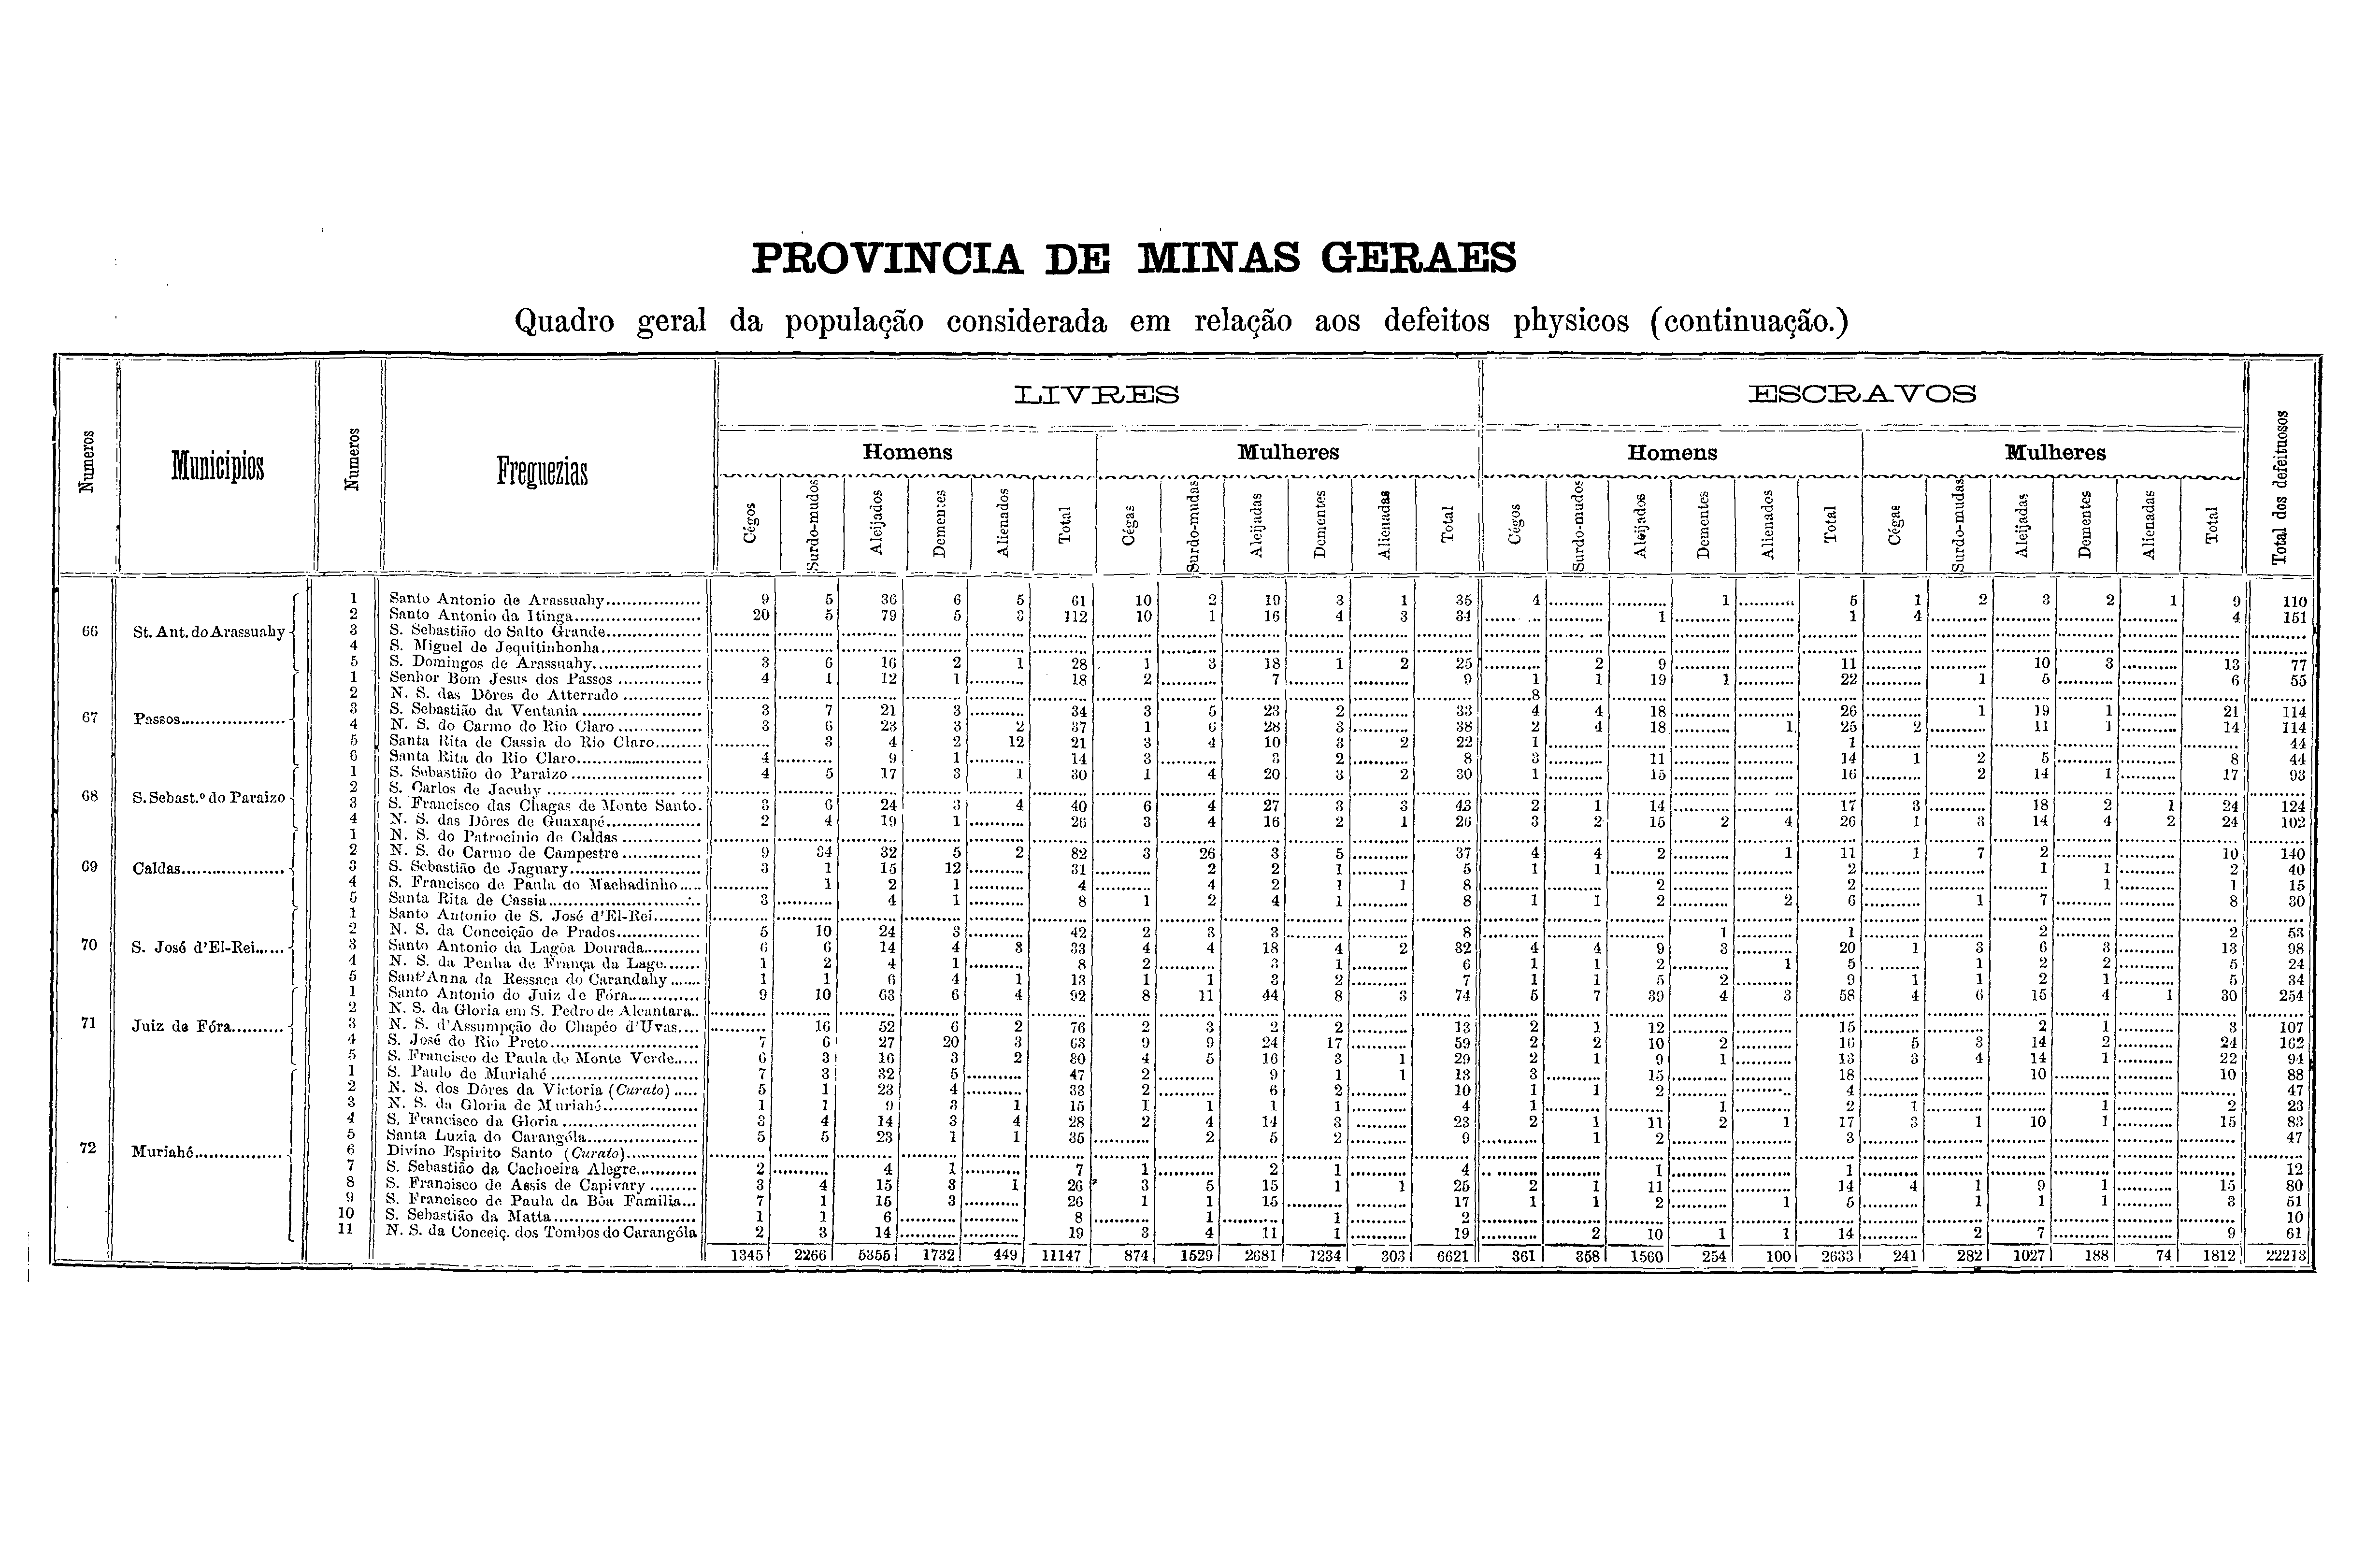 PROVINCIA DE MINAS GERAES
Quadro geral da população considerada em relação aos defeitos physicos (continuação.)
Numeros Municipios Numeros Freguezias LIVRES ESCRAVOS Total dos defeituosos
Homens Mulheres Homens Mulheres
Cégos Surdo-mudos Aleijados Dementes Alienados Total Cégas Surdo-mudas Aleijadas Dementes Alienadas Total Cégos Surdo-mudos Aleijados Dementes Alienados Total Cégas Surdo-mudas Aleijadas Dementes Alienadas Total
1 Santo Antonio de Arassuahy 9 5 36 6 5 61 10 2 19 3 1 35 4 1 5 1 2 3 2 1 9 110
2 Santo Antonio da Itinga 20 5 79 5 3 112 10 1 16 4 3 34 1 1 4 4 151
66 St. Ant. do Arassuahy 3 S. Sebastião do Salto Grande
4 S. Miguel de Jequitinhonha
5 S. Domingos de Arassuahy 3 6 16 2 1 28 1 3 18 1 2 25 2 9 11 10 3 13 77
1 Senhor Bom Jesus dos Passos 4 1 12 1 18 2 7 9 1 1 19 1 22 1 5 6 55
2 N. S. das Dôres do Atterrado 8
67 Passos 3 S. Sebastião da Ventania 3 7 21 3 34 3 5 23 2 33 4 4 18 26 1 19 1 21 114
4 N. S. do Carmo do Rio Claro 3 6 23 3 2 37 1 6 28 3 38 2 4 18 1 25 2 11 1 14 114
5 Santa Rita de Cassia do Rio Claro 3 4 2 12 21 3 4 10 3 2 22 1 1 44
6 Santa Rita do Rio Claro 4 9 1 14 3 3 2 8 3 11 14 1 2 5 8 44
1 S. Sebastião do Paraizo 4 5 17 3 1 30 1 4 20 3 2 30 1 15 16 2 14 1 17 93
68 S. Sebast.º do Paraizo 2 S. Carlos de Jacuhy
3 S. Francisco das Chagas de Monte Santo. 3 6 24 3 4 40 6 4 27 3 3 43 2 1 14 17 3 18 2 1 24 124
4 N. S. das Dôres de Guaxapé 2 4 19 1 26 3 4 16 2 1 26 3 2 15 2 4 26 1 3 14 4 2 24 102
1 N. S. do Patrocinio de Caldas
2 N. S. do Carmo de Campestre 9 34 32 5 2 82 3 26 3 5 37 4 4 2 1 11 1 7 2 10 140
69 Caldas 3 S. Sebastião de Jaguary 3 1 15 12 31 2 2 1 5 1 1 2 1 1 2 40
4 S. Francisco de Paula do Machadinho 1 2 1 4 4 2 1 1 8 2 2 1 1 15
5 Santa Rita de Cassia 3 4 1 8 1 2 4 1 8 1 1 2 2 6 1 7 8 30
1 Santo Antonio de S. José d'El-Rei
2 N. S. da Conceição de Prados 5 10 24 3 42 2 3 3 8 1 1 2 2 53
70 S. José d'El-Rei 3 Santo Antonio da Lagôa Dourada 6 6 14 4 3 33 4 4 18 4 2 32 4 4 9 3 20 1 3 6 3 13 98
4 N. S. da Penha de França da Lage 1 2 4 1 8 2 3 1 6 1 1 2 1 5 1 2 2 5 24
5 Sant'Anna da Ressaca do Carandahy 1 1 6 4 1 13 1 1 3 2 7 1 1 5 2 9 1 1 2 1 5 34
1 Santo Antonio do Juiz de Fóra 9 10 63 6 4 92 8 11 44 8 3 74 5 7 39 4 3 58 4 6 15 4 1 30 254
2 N. S. da Gloria em S. Pedro de Alcantara
71 Juiz de Fóra 3 N. S. d'Assumpção do Chapéo d'Uvas 16 52 6 2 76 2 3 2 2 13 2 1 12 15 2 1 3 107
4 S. José do Rio Preto 7 6 27 20 3 63 9 9 24 17 59 2 2 10 2 16 5 3 14 2 24 162
5 S. Francisco de Paula do Monte Verde 6 3 16 3 2 30 4 5 16 3 1 29 2 1 9 1 13 3 4 14 1 22 94
1 S. Paulo de Muriahé 7 3 32 5 47 2 9 1 1 13 3 15 18 10 10 88
2 N. S. dos Dôres da Victoria (Curato) 5 1 23 4 33 2 6 2 10 1 1 2 4 47
3 N. S. da Gloria de Muriahé 1 1 9 3 1 15 1 1 1 1 4 1 1 2 1 1 2 23
4 S. Francisco da Gloria 3 4 14 3 4 28 2 4 14 3 23 2 1 11 2 1 17 3 1 10 1 15 83
5 Santa Luzia do Carangóla 5 5 23 1 1 35 2 5 2 9 1 2 3 47
72 Muriahé 6 Divino Espirito Santo (Curato)
7 S. Sebastião da Cachoeira Alegre 2 4 1 7 1 2 1 4 1 1 12
8 S. Francisco de Assis de Capivary 3 4 15 3 1 26 3 5 15 1 1 25 2 1 11 14 4 1 9 1 15 80
9 S. Francisco de Paula da Bôa Familia 7 1 15 3 26 1 1 15 17 1 1 2 1 5 1 1 1 3 51
10 S. Sebastião da Matta 1 1 6 8 1 1 2 10
11 N. S. da Conceiç. dos Tombos do Carangóla 2 3 14 19 3 4 11 1 19 2 10 1 1 14 2 7 9 61
1345 2266 5355 1732 449 11147 874 1529 2681 1234 303 6621 361 358 1560 254 100 2633 241 282 1027 188 74 1812 22213